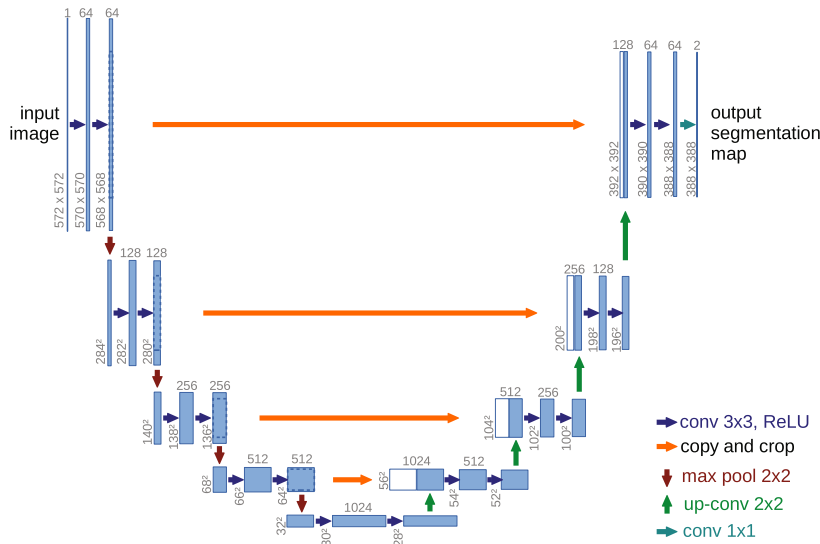 1 64 64
128 64 64 2
input
image
output
segmentation
map
572 x 572
570 x 570
568 x 568
392 x 392
390 x 390
388 x 388
388 x 388
128 128
256 128
284²
282²
280²
200²
198²
196²
256 256
512 256
140²
138²
136²
104²
102²
100²
512 512
1024 512
68²
66²
64²
56²
54²
52²
1024
32²
conv 3x3, ReLU
copy and crop
max pool 2x2
up-conv 2x2
conv 1x1